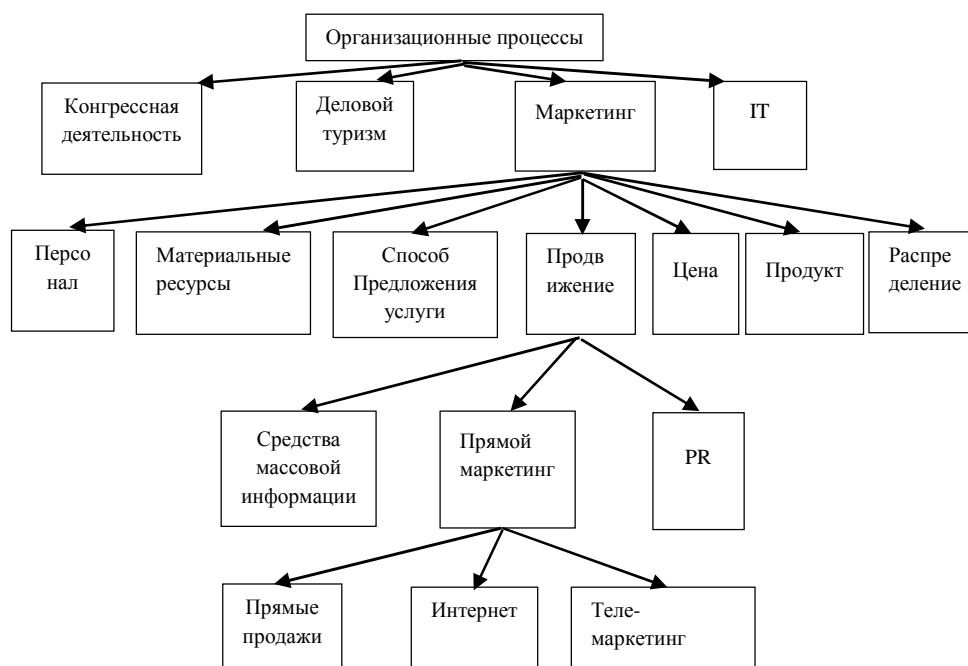 Организационные процессы
Конгрессная
деятельность
Деловой
туризм
Маркетинг
IT
Персо
нал
Материальные
ресурсы
Способ
Предложения
услуги
Продв
ижение
Цена
Продукт
Распре
деление
Средства
массовой
информации
Прямой
маркетинг
PR
Прямые
продажи
Интернет
Теле-
маркетинг